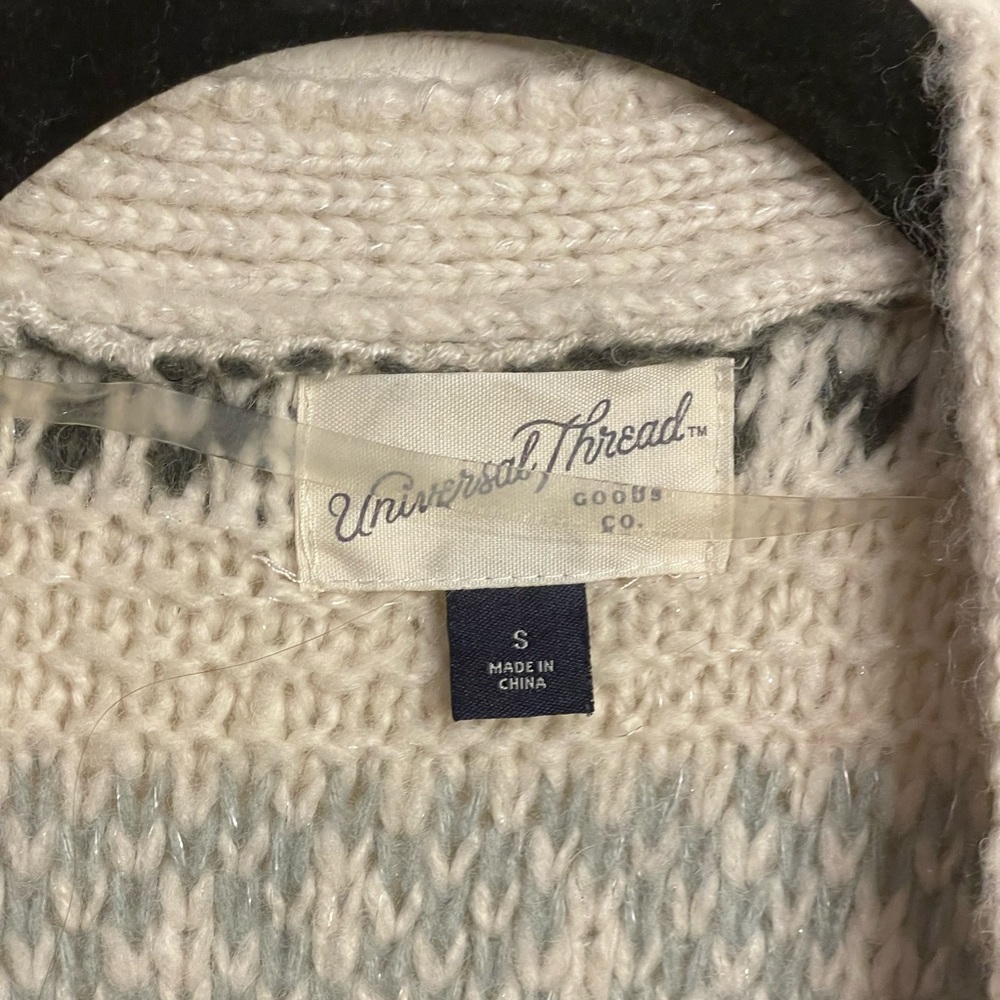 Universal Thread™
GOODS
CO.
S
MADE IN
CHINA